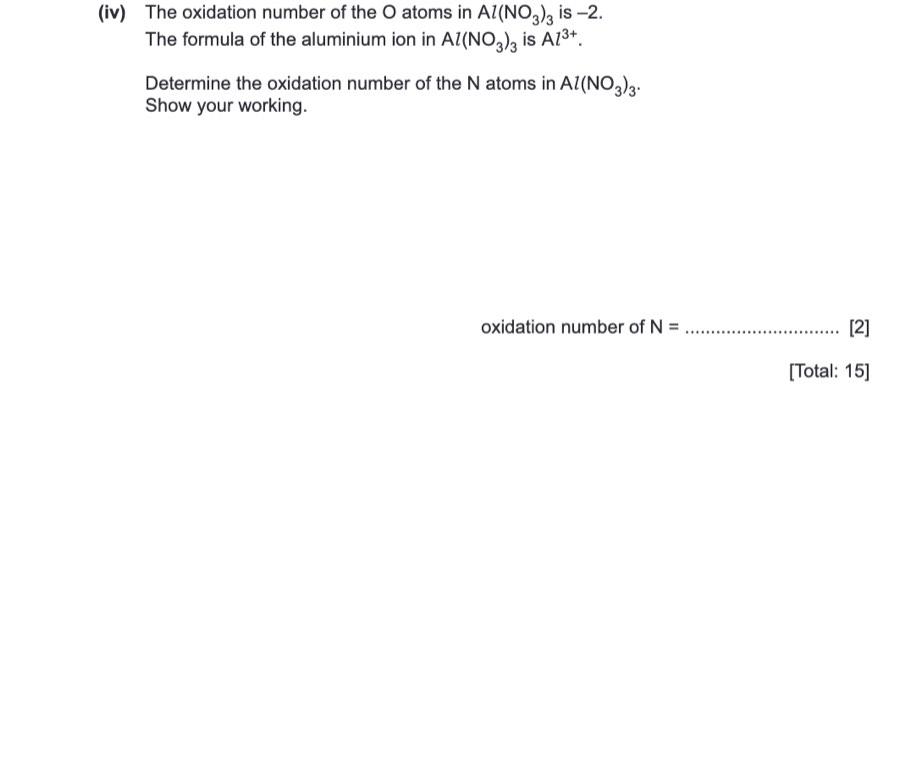 (iv) The oxidation number of the O atoms in Al(NO₃)₃ is –2.
The formula of the aluminium ion in Al(NO₃)₃ is Al³⁺.
Determine the oxidation number of the N atoms in Al(NO₃)₃.
Show your working.
oxidation number of N = .............................. [2]
[Total: 15]